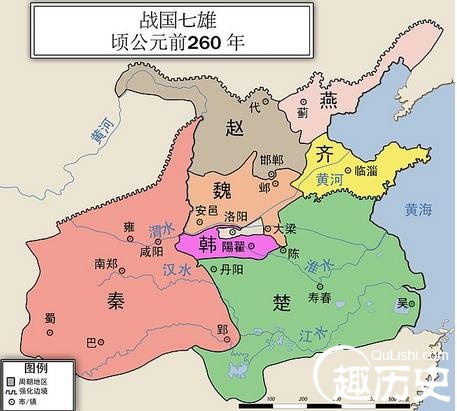 战国七雄
顷公元前260 年
燕
蓟
代
赵
黄河
齐
临淄
邯郸
黄河
魏
邺
安邑
洛阳
大梁
黄海
雍
渭水
咸阳
韩
陽翟
陈
南郑
汉水
丹阳
淮水
秦
楚
寿春
吴
蜀
巴
郢
江水
图例
周朝地区
强化边境
市/镇
QuLishi.com
趣历史